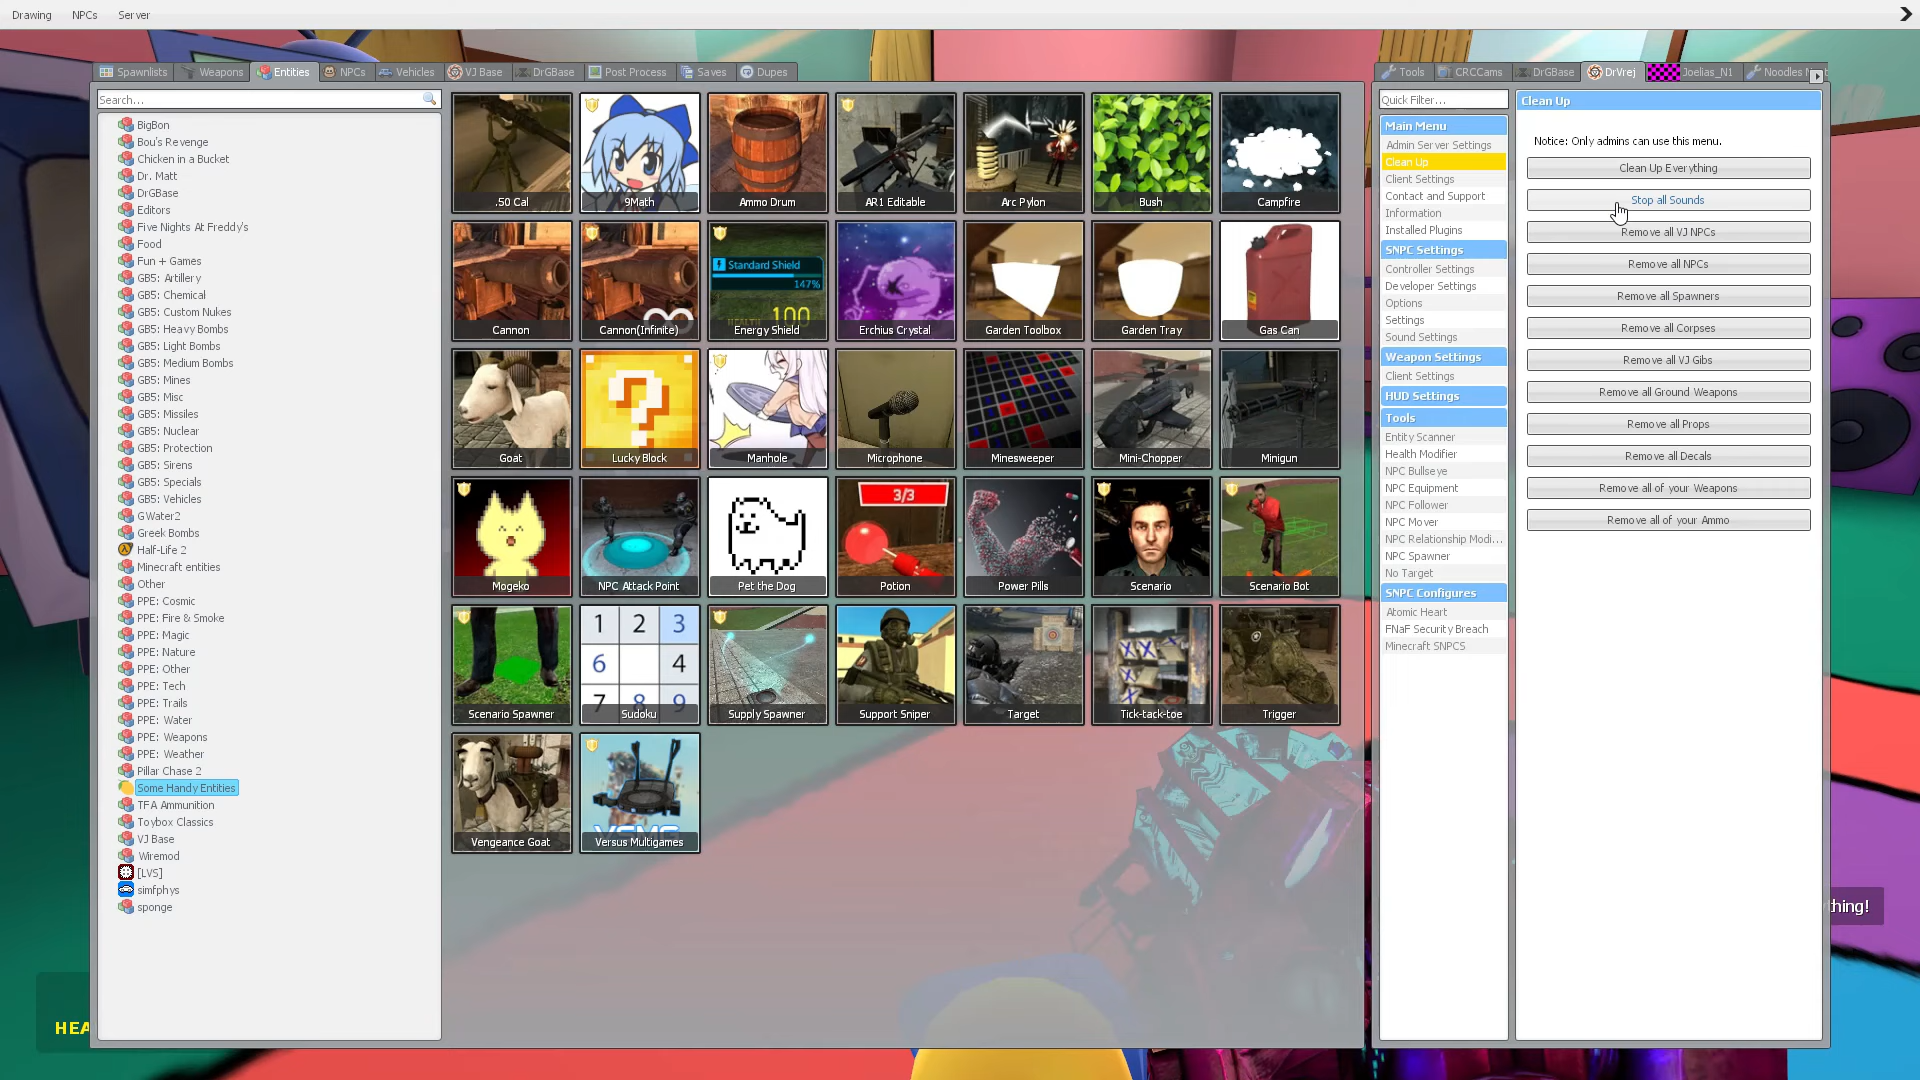 Drawing NPCs Server
Spawnlists Weapons Entities NPCs Vehicles VJ Base DrGBase Post Process Saves Dupes
Search...
BigBon
Bou's Revenge
Chicken in a Bucket
Dr. Matt
DrGBase
Editors
Five Nights At Freddy's
Food
Fun + Games
GB5: Artillery
GB5: Chemical
GB5: Custom Nukes
GB5: Heavy Bombs
GB5: Light Bombs
GB5: Medium Bombs
GB5: Mines
GB5: Misc
GB5: Missiles
GB5: Nuclear
GB5: Protection
GB5: Sirens
GB5: Specials
GB5: Vehicles
GWater2
Greek Bombs
Half-Life 2
Minecraft entities
Other
PPE: Cosmic
PPE: Fire & Smoke
PPE: Magic
PPE: Nature
PPE: Other
PPE: Tech
PPE: Trails
PPE: Water
PPE: Weapons
PPE: Weather
Pillar Chase 2
Some Handy Entities
TFA Ammunition
Toybox Classics
VJ Base
Wiremod
[LVS]
simfphys
sponge
.50 Cal 9Math Ammo Drum AR1 Editable Arc Pylon Bush Campfire
Standard Shield
147%
HEALTH 100
Cannon Cannon(Infinite) Energy Shield Erchius Crystal Garden Toolbox Garden Tray Gas Can
?
Goat Lucky Block Manhole Microphone Minesweeper Mini-Chopper Minigun
3/3
Mogeko NPC Attack Point Pet the Dog Potion Power Pills Scenario Scenario Bot
1 2 3
6 4
7 8 9
Scenario Spawner Sudoku Supply Spawner Support Sniper Target Tick-tack-toe Trigger
VSMG
Vengeance Goat Versus Multigames
Tools CRCCams DrGBase DrVrej Joelias_N1
Quick Filter...
Main Menu
Admin Server Settings
Clean Up
Client Settings
Contact and Support
Information
Installed Plugins
SNPC Settings
Controller Settings
Developer Settings
Options
Settings
Sound Settings
Weapon Settings
Client Settings
HUD Settings
Tools
Entity Scanner
Health Modifier
NPC Bullseye
NPC Equipment
NPC Follower
NPC Mover
NPC Relationship Modi...
NPC Spawner
No Target
SNPC Configures
Atomic Heart
FNaF Security Breach
Minecraft SNPCS
Clean Up
Notice: Only admins can use this menu.
Clean Up Everything
Stop all Sounds
Remove all VJ NPCs
Remove all NPCs
Remove all Spawners
Remove all Corpses
Remove all VJ Gibs
Remove all Ground Weapons
Remove all Props
Remove all Decals
Remove all of your Weapons
Remove all of your Ammo
thing!
HEA